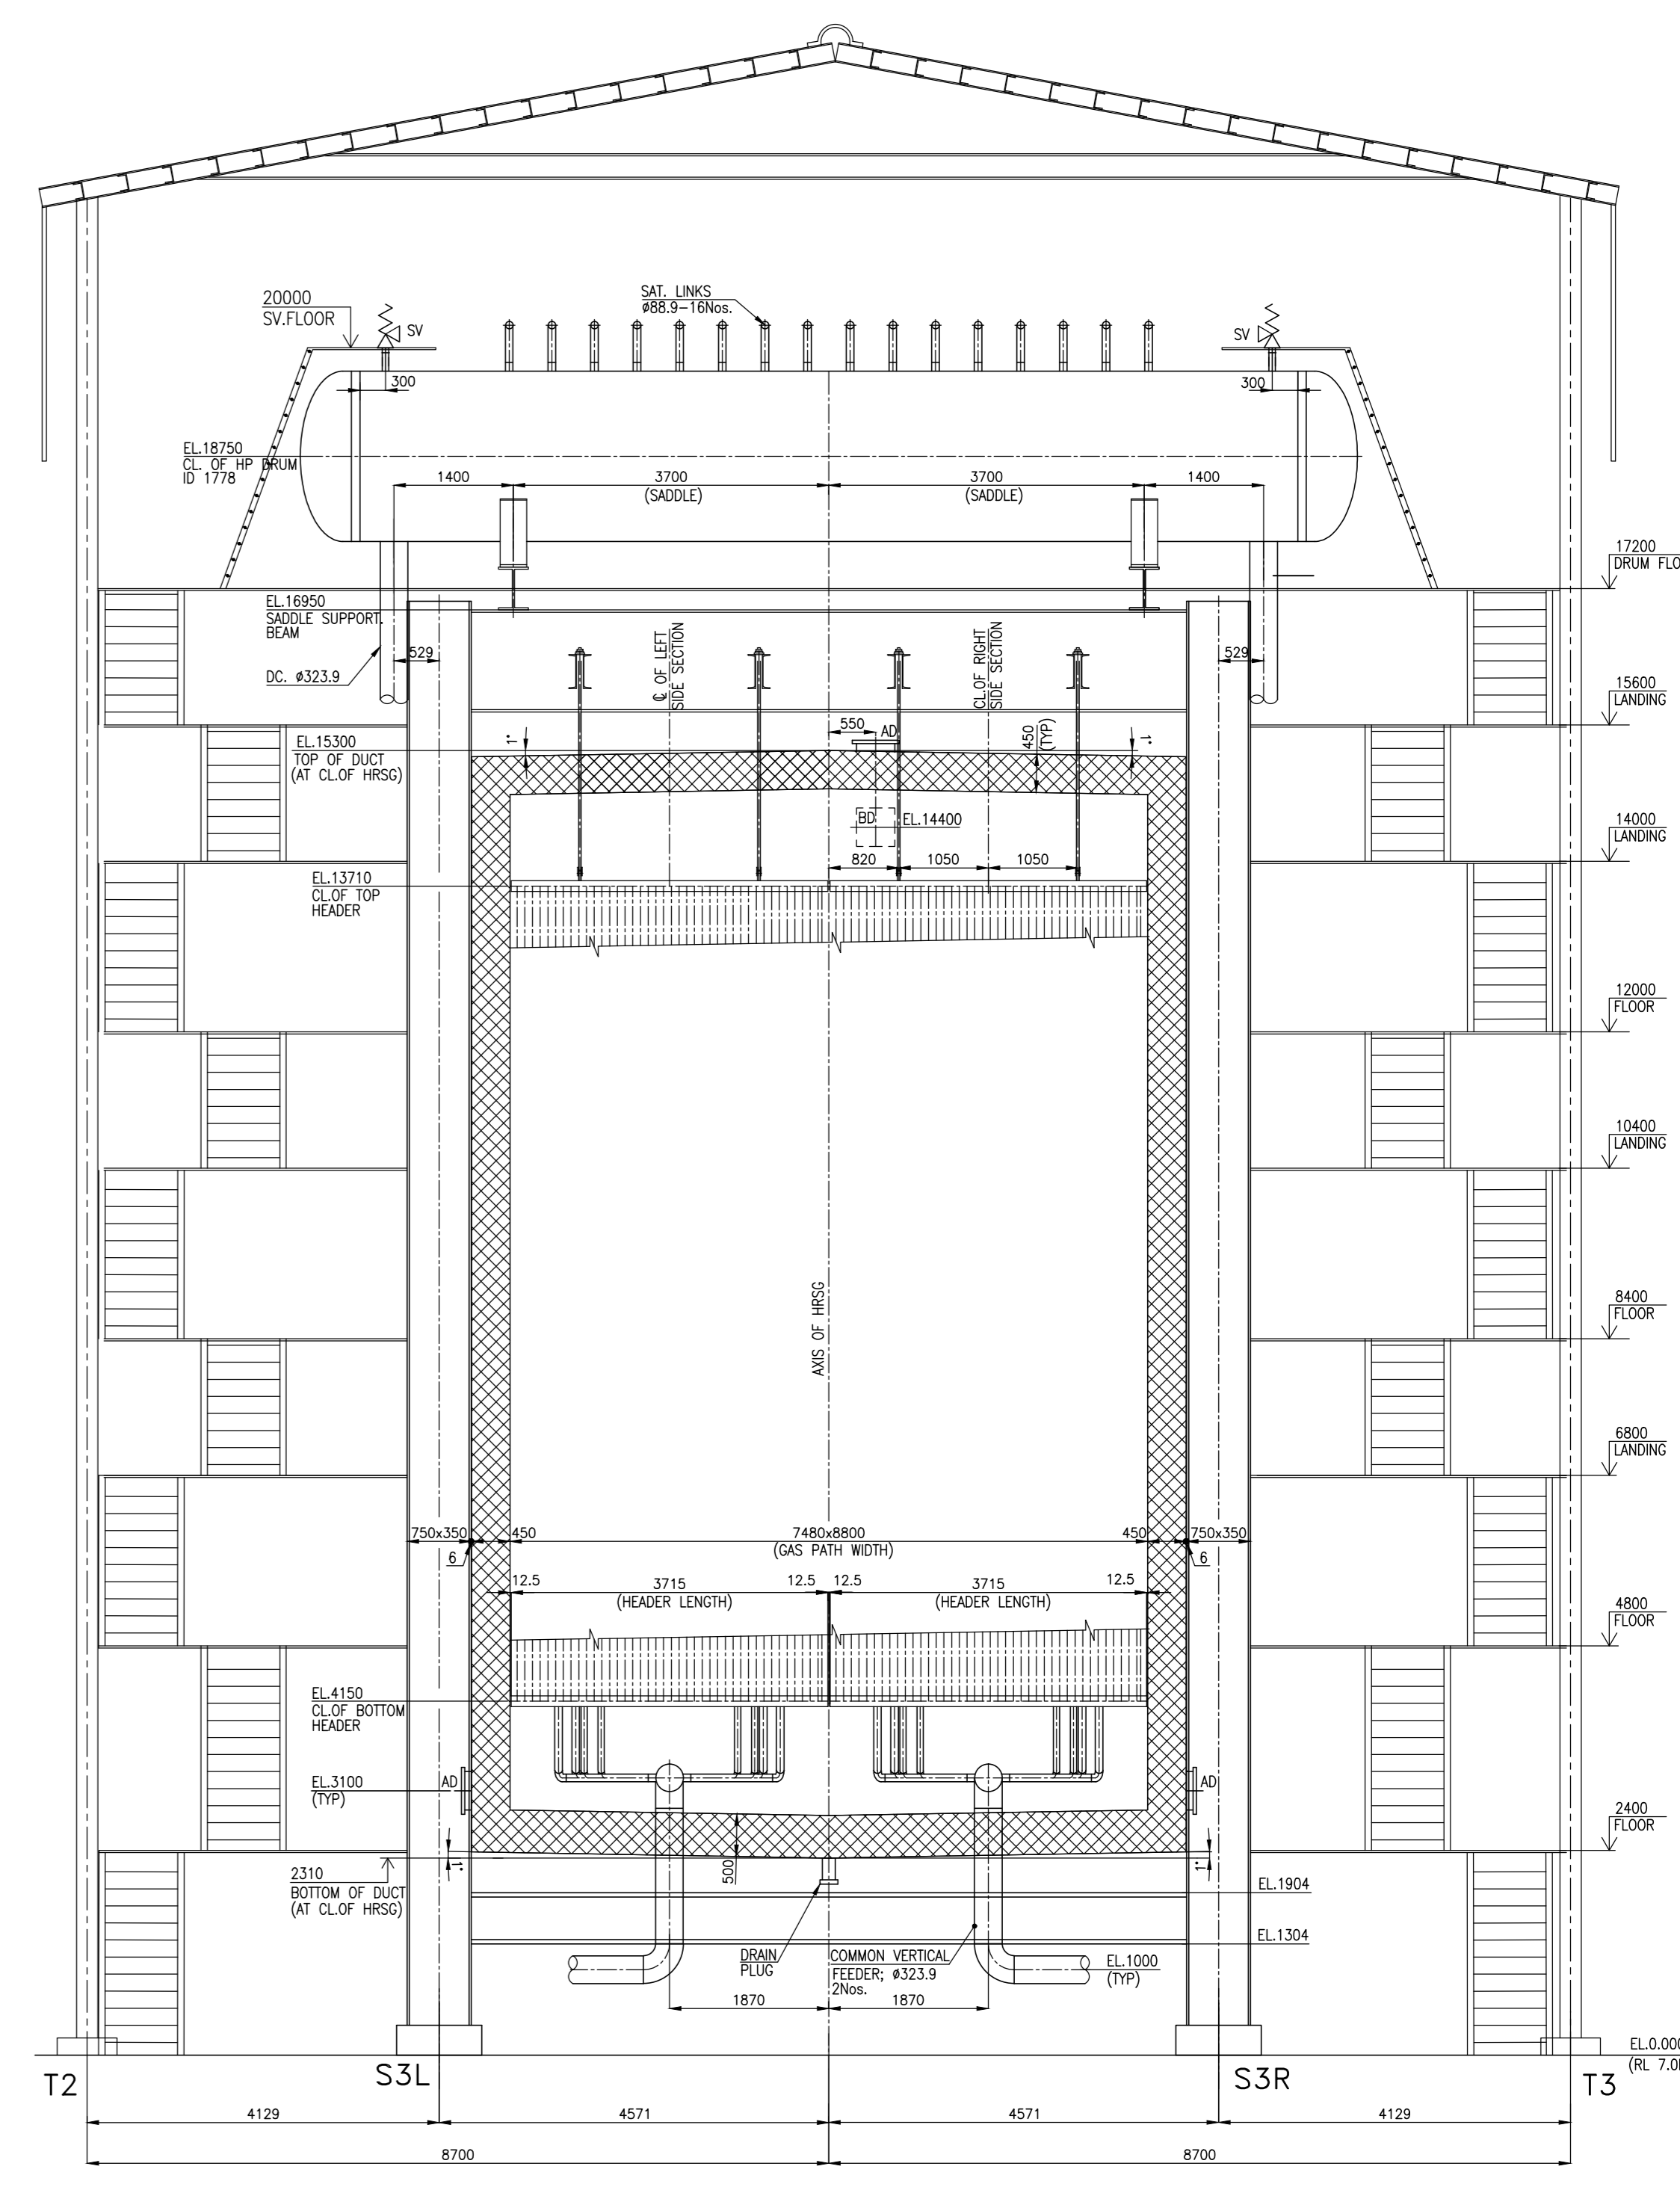 SAT. LINKS
ø88.9-16Nos.
20000
SV.FLOOR
SV
SV
300
300
EL.18750
CL. OF HP DRUM
ID 1778
1400
3700
(SADDLE)
3700
(SADDLE)
1400
17200
DRUM FLO
EL.16950
SADDLE SUPPORT.
BEAM
529
529
DC. ø323.9
℄ OF LEFT
SIDE SECTION
CL.OF RIGHT
SIDE SECTION
15600
LANDING
EL.15300
TOP OF DUCT
(AT CL.OF HRSG)
1°
550
AD
450
(TYP)
1°
BD
EL.14400
14000
LANDING
820
1050
1050
EL.13710
CL.OF TOP
HEADER
12000
FLOOR
10400
LANDING
AXIS OF HRSG
8400
FLOOR
6800
LANDING
750x350
450
7480x8800
(GAS PATH WIDTH)
450
750x350
6
6
12.5
3715
(HEADER LENGTH)
12.5
12.5
3715
(HEADER LENGTH)
12.5
4800
FLOOR
EL.4150
CL.OF BOTTOM
HEADER
EL.3100
(TYP)
AD
AD
2400
FLOOR
1°
500
1°
2310
BOTTOM OF DUCT
(AT CL.OF HRSG)
EL.1904
EL.1304
DRAIN
PLUG
COMMON VERTICAL
FEEDER; ø323.9
2Nos.
EL.1000
(TYP)
1870
1870
EL.0.000
(RL 7.0
T2
S3L
S3R
T3
4129
4571
4571
4129
8700
8700